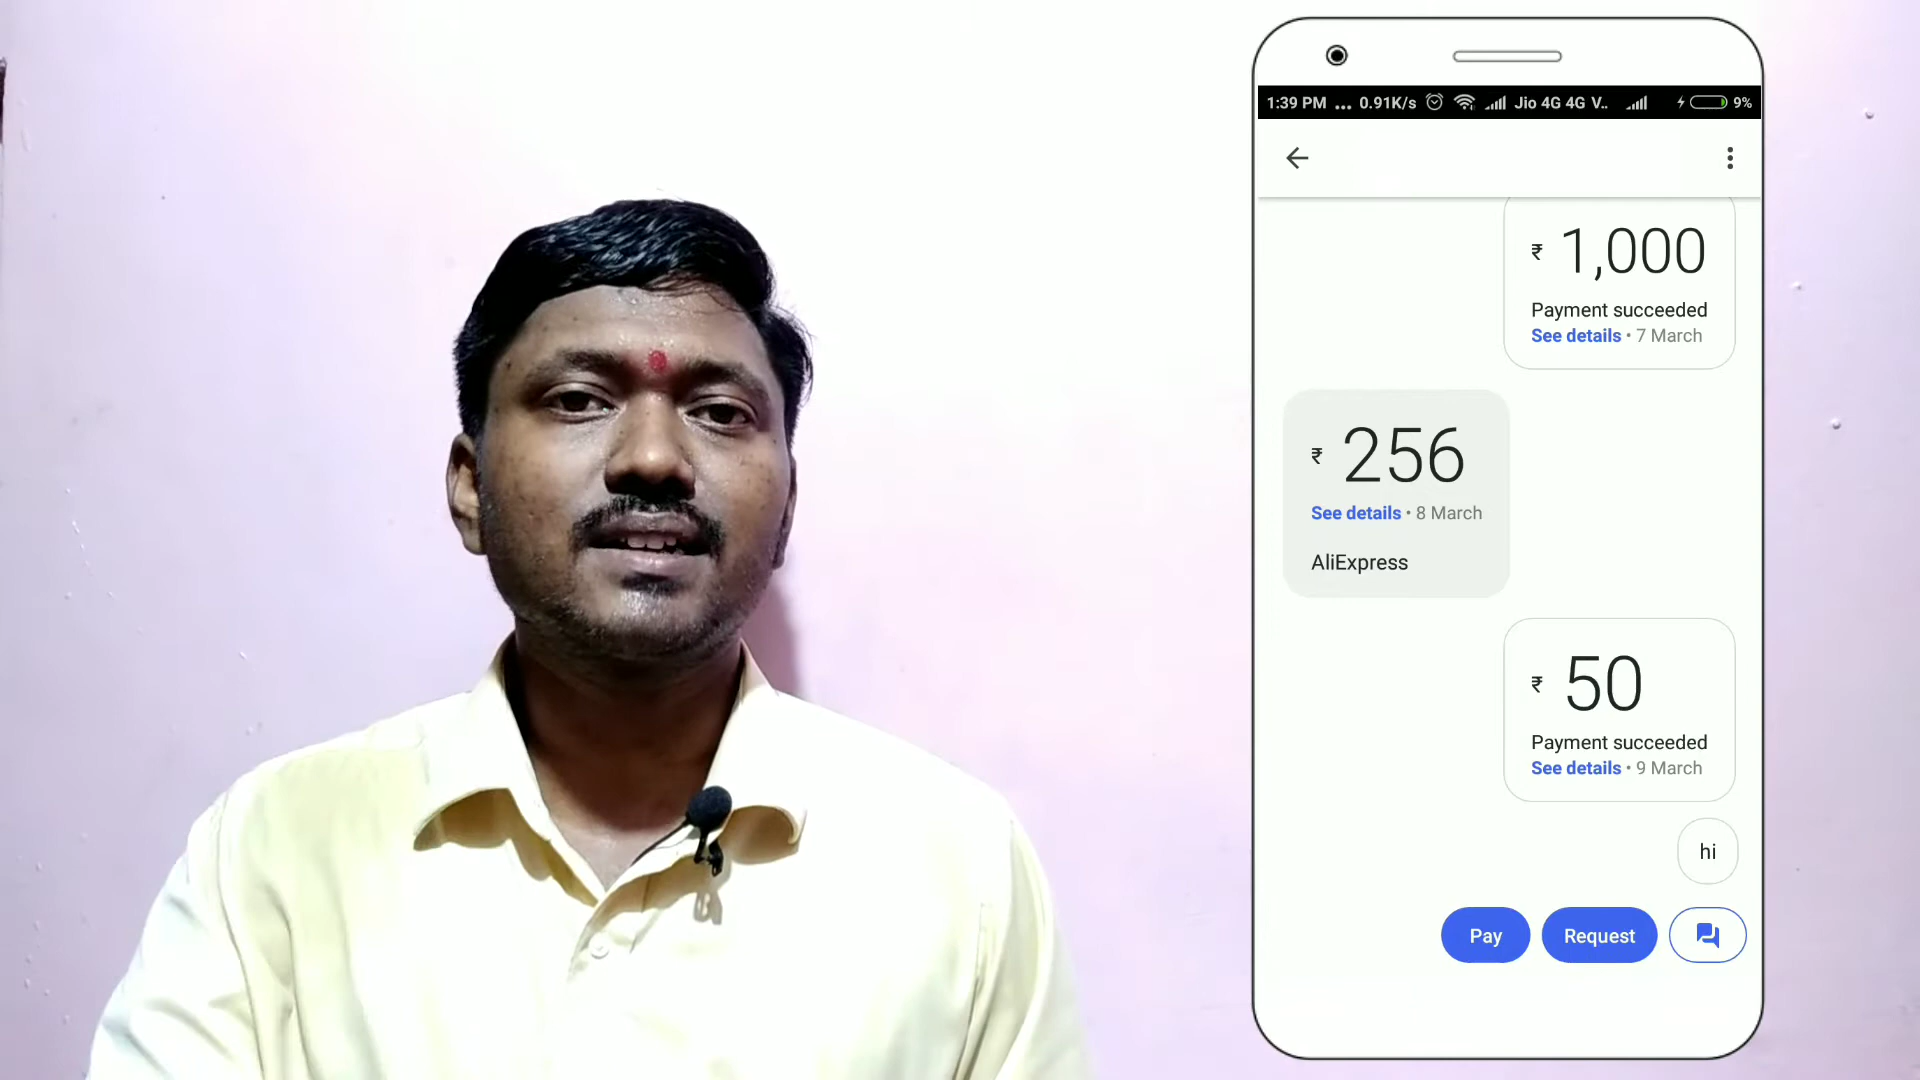 1:39 PM ... 0.91K/s Jio 4G 4G V.. 9%
₹ 1,000
Payment succeeded
See details • 7 March
₹ 256
See details • 8 March
AliExpress
₹ 50
Payment succeeded
See details • 9 March
hi
Pay Request